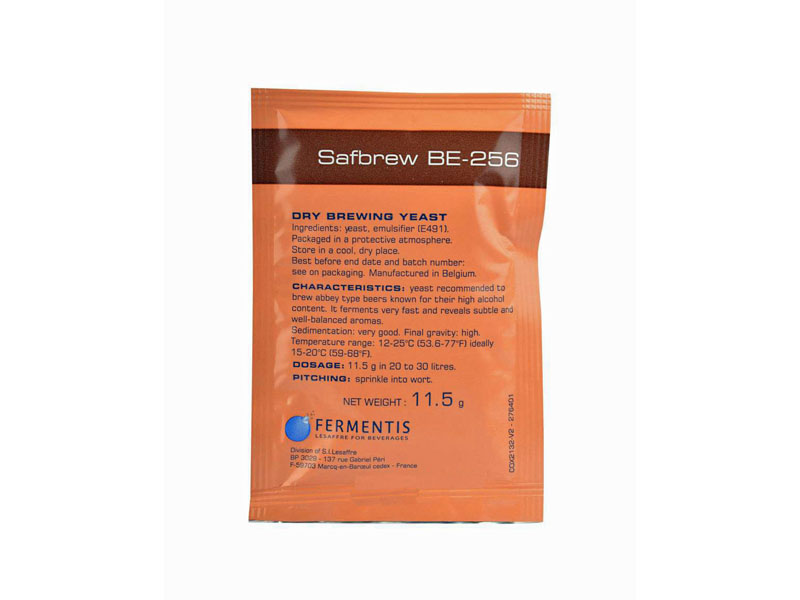 Safbrew BE-256
DRY BREWING YEAST
Ingredients: yeast, emulsifier (E491).
Packaged in a protective atmosphere.
Store in a cool, dry place.
Best before end date and batch number:
see on packaging. Manufactured in Belgium.
CHARACTERISTICS: yeast recommended to
brew abbey type beers known for their high alcohol
content. It ferments very fast and reveals subtle and
well-balanced aromas.
Sedimentation: very good. Final gravity: high.
Temperature range: 12-25°C (53.6-77°F) ideally
15-20°C (59-68°F).
DOSAGE: 11.5 g in 20 to 30 litres.
PITCHING: sprinkle into wort.
NET WEIGHT : 11.5 g
FERMENTIS
LESAFFRE FOR BEVERAGES
Division of S.I.Lesaffre
BP 3029 - 137 rue Gabriel Péri
F-59703 Marcq-en-Barœul cedex - France
COX2132-V2 - 276401